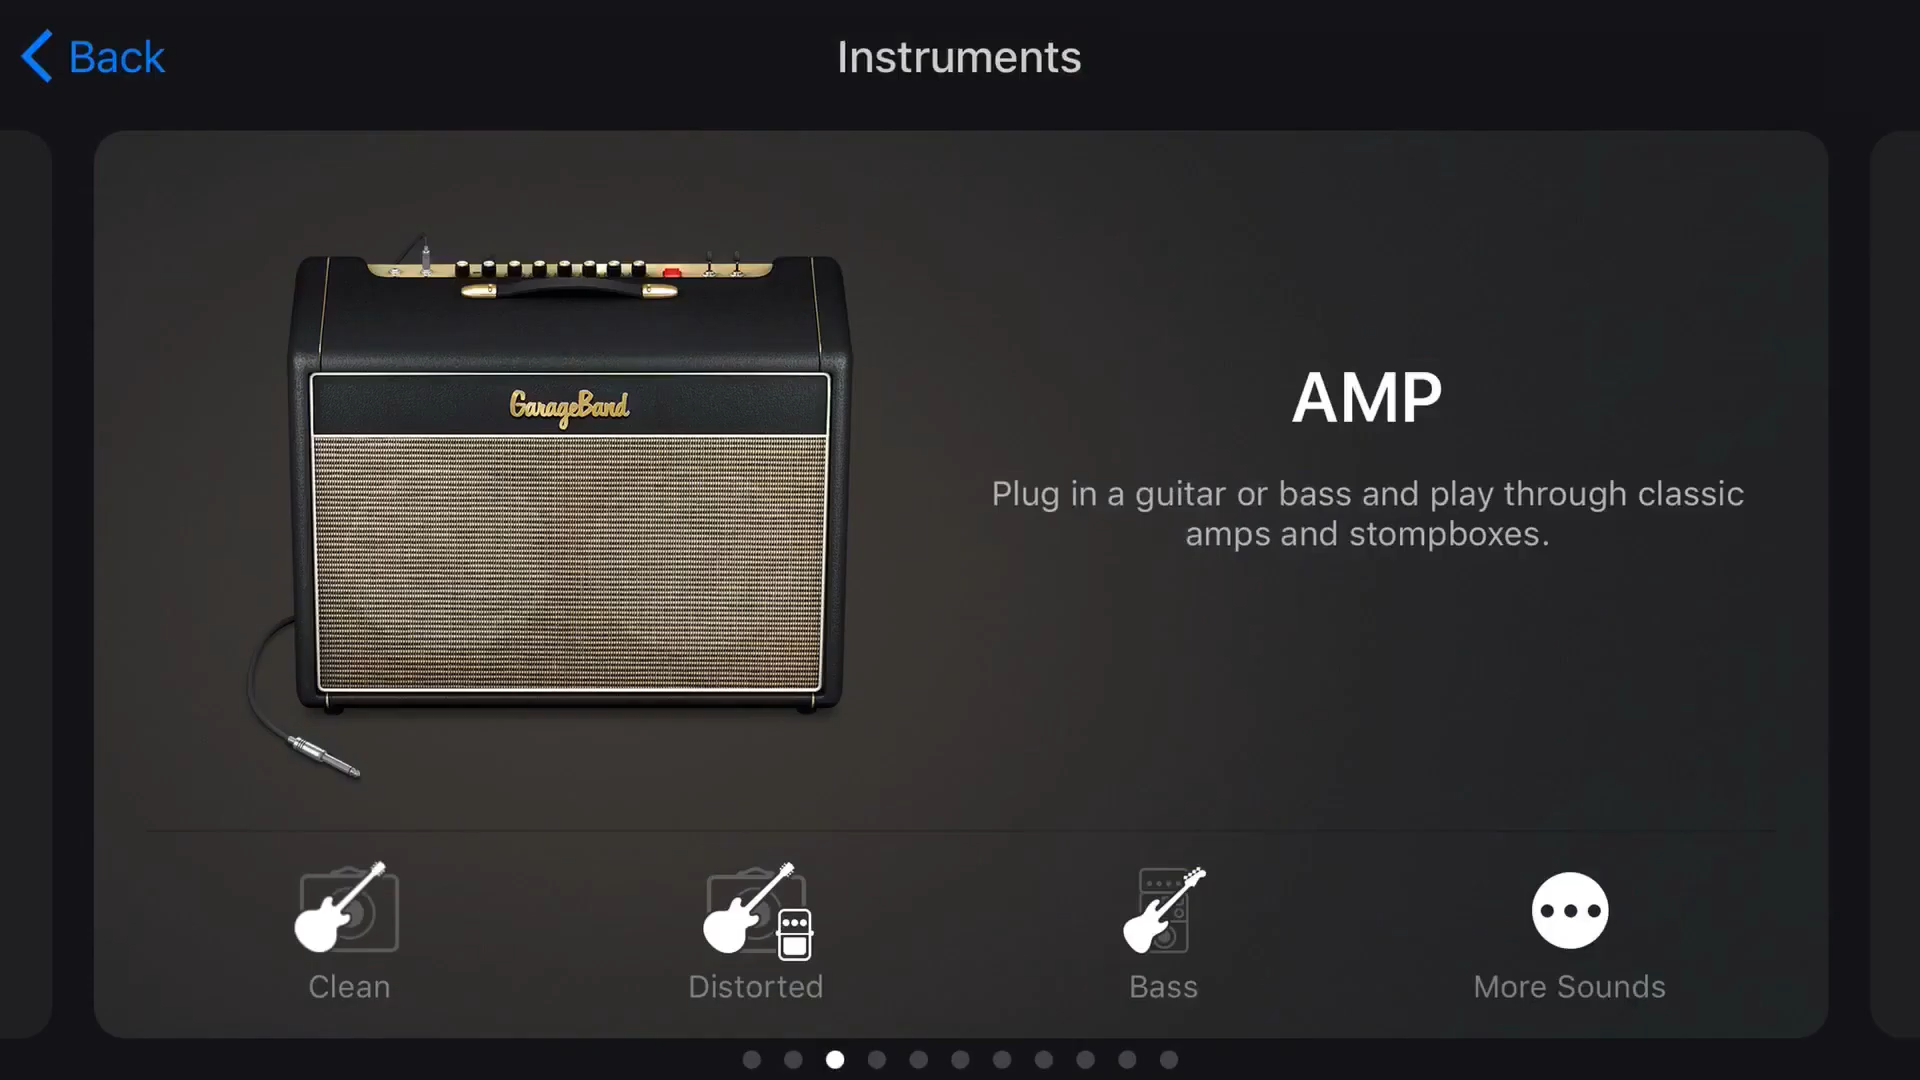 Back
Instruments
GarageBand
AMP
Plug in a guitar or bass and play through classic
amps and stompboxes.
Clean
Distorted
Bass
More Sounds